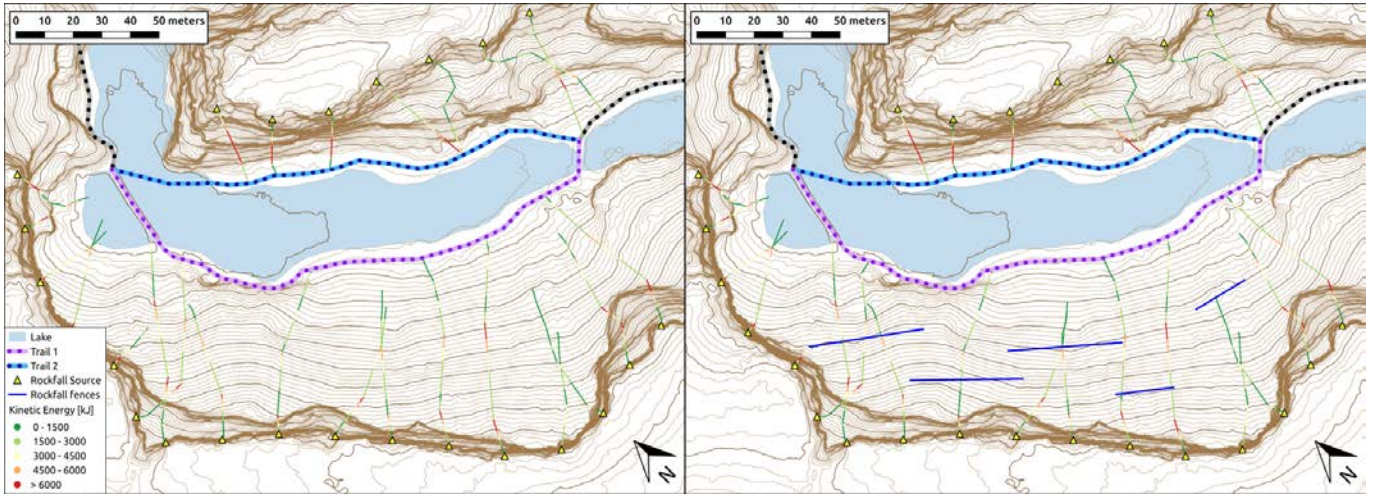 0 10 20 30 40 50 meters
0 10 20 30 40 50 meters
Lake
Trail 1
Trail 2
Rockfall Source
Rockfall fences
Kinetic Energy [kJ]
0 - 1500
1500 - 3000
3000 - 4500
4500 - 6000
> 6000
N
N